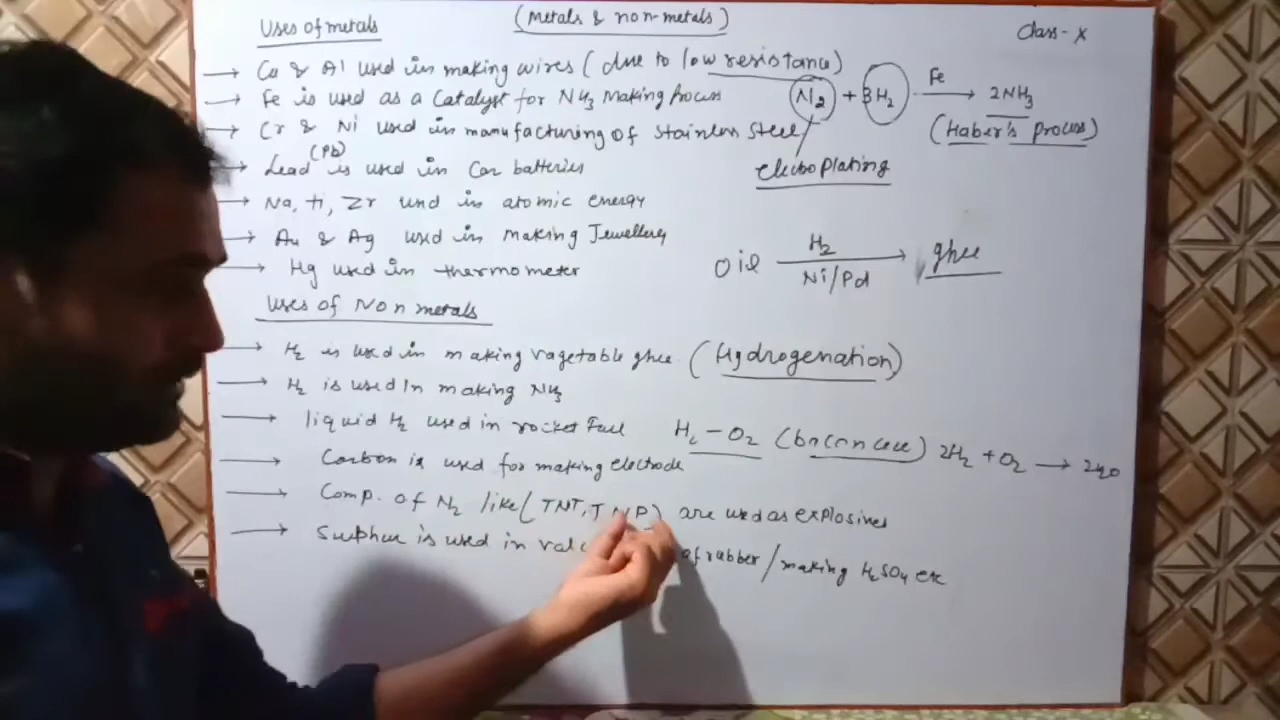 (Metals & non-metals)
Class-X
Uses of metals
→ Cu & Al used in making wires (due to low resistance)
→ Fe is used as a Catalyst for NH3 Making Process
N2 + 3H2 Fe → 2NH3
(Haber's process)
→ Cr & Ni used in manufacturing of stainless steel/
electroplating
→ Lead (Pb) is used in Car batteries
→ Na, Ti, Zr used in atomic energy
→ Au & Ag used in making Jewellery
→ Hg used in thermometer
Oil H2 → ghee
Ni/Pd
Uses of Non metals
→ H2 is used in making vagetable ghee (Hydrogenation)
→ H2 is used In making NH3
→ liquid H2 used in rocket Fuel H2-O2 (bacon cell) 2H2 + O2 → 2H2O
→ Carbon is used for making electrode
→ Comp. of N2 like (TNT, TNP) are used as explosives
→ Sulphur is used in of rubber/making H2SO4 etc